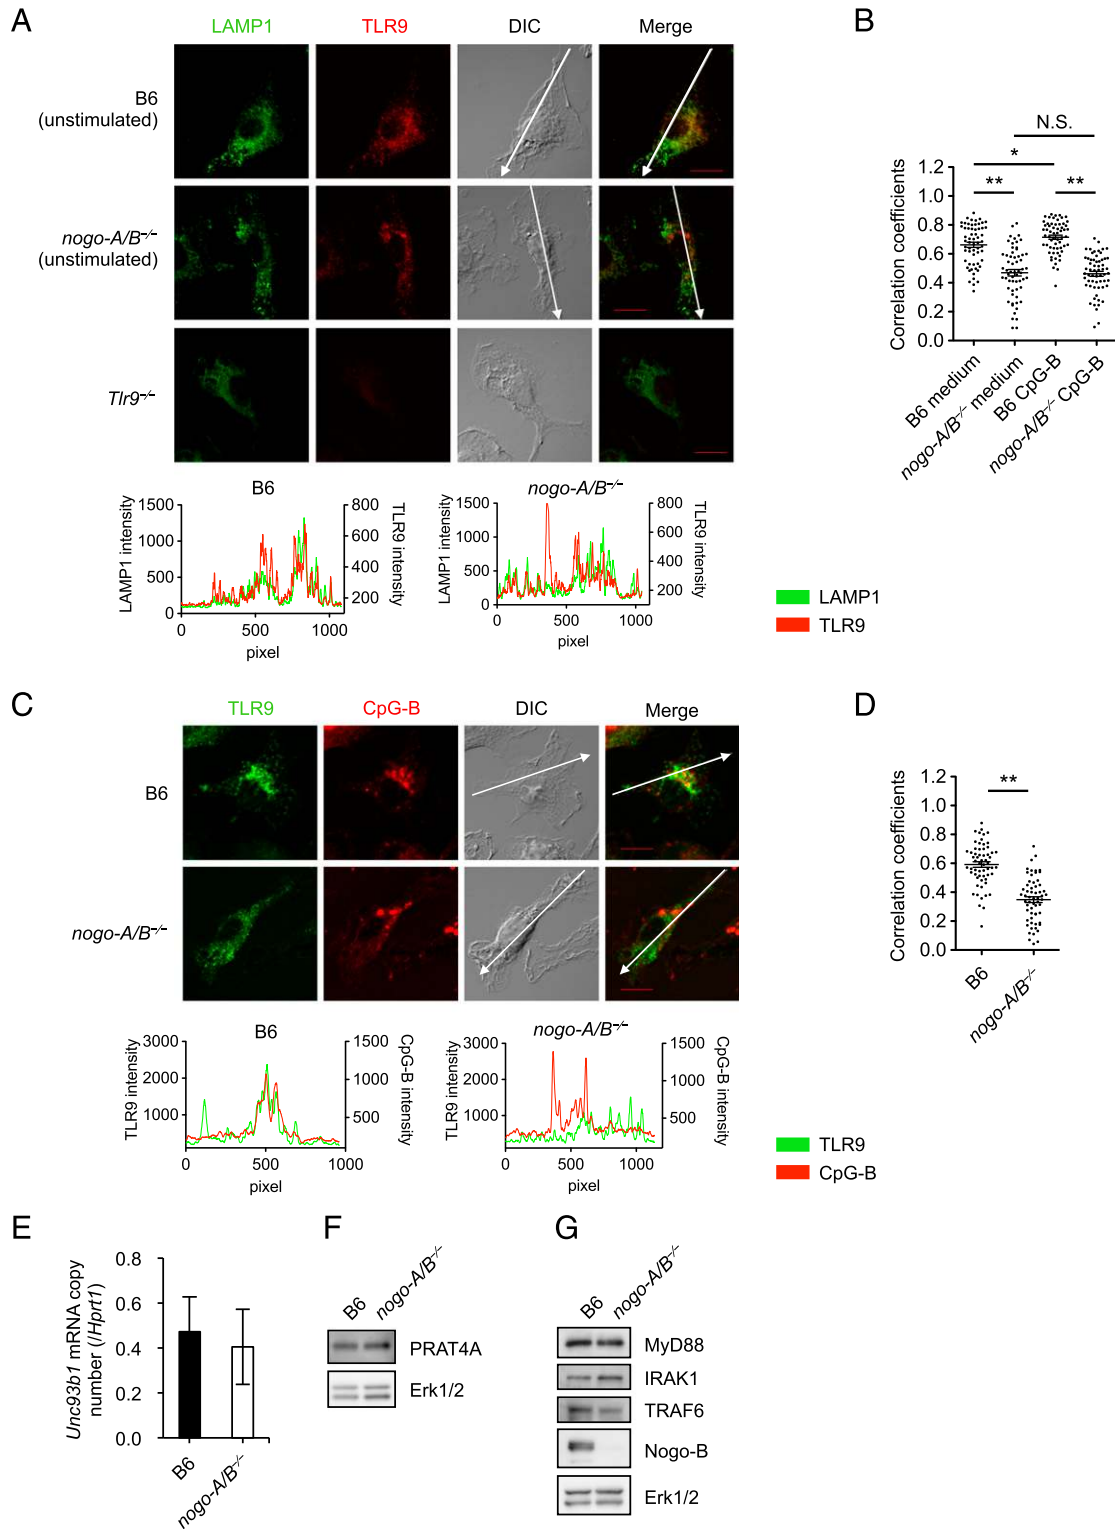 A
LAMP1 TLR9 DIC Merge
B6
(unstimulated)
nogo-A/B–/–
(unstimulated)
Tlr9–/–
B6
LAMP1 intensity
1500
1000
500
0
800
600
400
200
TLR9 intensity
0 500 1000
pixel
nogo-A/B–/–
LAMP1 intensity
1500
1000
500
0
800
600
400
200
TLR9 intensity
0 500 1000
pixel
LAMP1
TLR9
B
N.S.
*
** **
Correlation coefficients
1.2
1.0
0.8
0.6
0.4
0.2
0.0
B6 medium
nogo-A/B–/– medium
B6 CpG-B
nogo-A/B–/– CpG-B
C
TLR9 CpG-B DIC Merge
B6
nogo-A/B–/–
B6
TLR9 intensity
3000
2000
1000
1500
1000
500
CpG-B intensity
0 500 1000
pixel
nogo-A/B–/–
TLR9 intensity
3000
2000
1000
1500
1000
500
CpG-B intensity
0 500 1000
pixel
TLR9
CpG-B
D
**
Correlation coefficients
1.2
1.0
0.8
0.6
0.4
0.2
0.0
B6
nogo-A/B–/–
E
Unc93b1 mRNA copy
number (/Hprt1)
0.8
0.6
0.4
0.2
0.0
B6
nogo-A/B–/–
F
B6
nogo-A/B–/–
PRAT4A
Erk1/2
G
B6
nogo-A/B–/–
MyD88
IRAK1
TRAF6
Nogo-B
Erk1/2